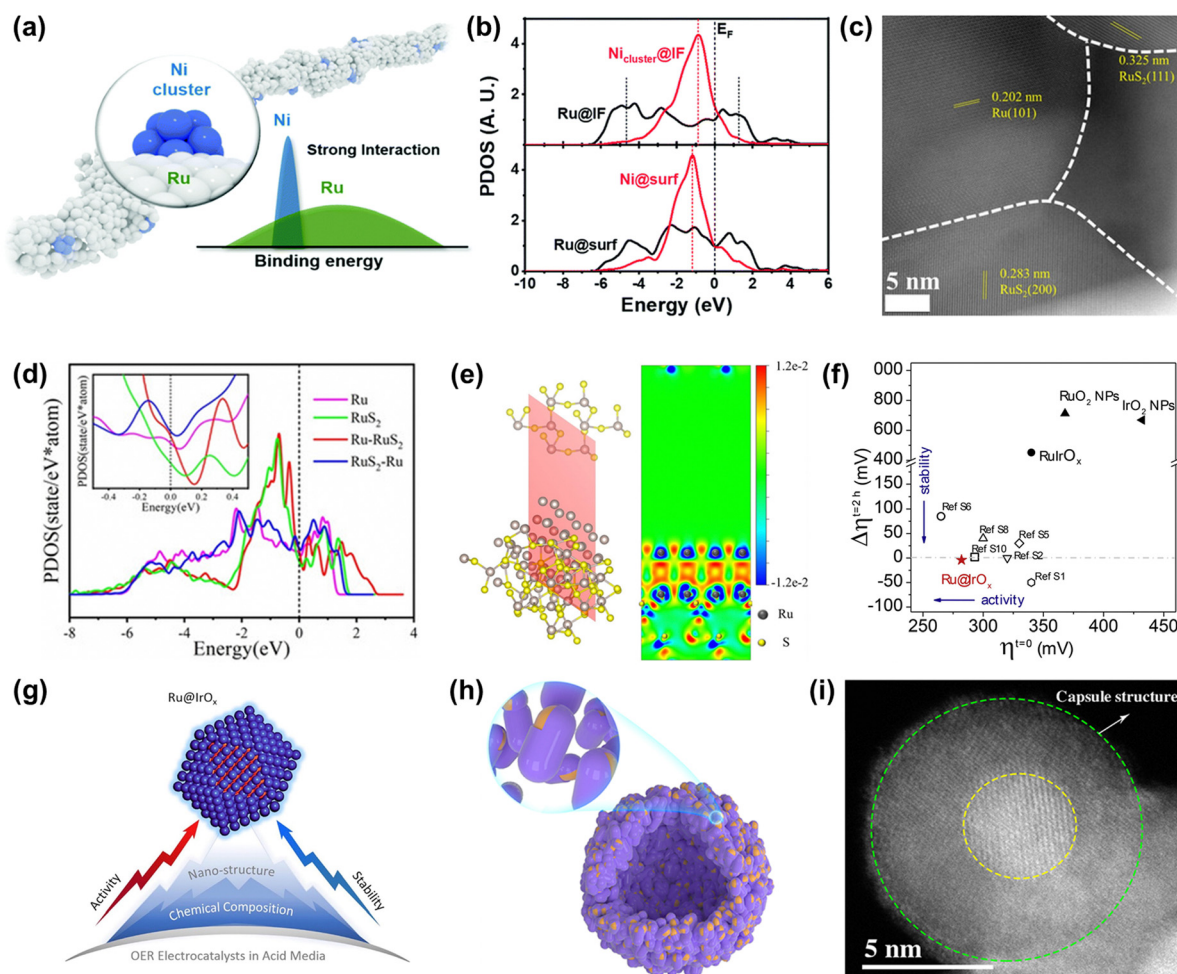 (a)
Ni
cluster
Ru
Ni
Strong Interaction
Ru
Binding energy
(b)
PDOS (A. U.)
4
2
0
4
2
0
E_F
Ni_cluster@IF
Ru@IF
Ni@surf
Ru@surf
-10 -8 -6 -4 -2 0 2 4 6
Energy (eV)
(c)
0.325 nm
RuS₂(111)
0.202 nm
Ru(101)
0.283 nm
RuS₂(200)
5 nm
(d)
PDOS(state/eV*atom)
PDOS(state/eV*atom)
-0.4 -0.2 0.0 0.2 0.4
Energy(eV)
Ru
RuS₂
Ru-RuS₂
RuS₂-Ru
-8 -6 -4 -2 0 2 4
Energy(eV)
(e)
1.2e-2
-1.2e-2
Ru
S
(f)
Δη^t=2 h (mV)
000
800
600
400
100
50
0
-50
-100
RuO₂ NPs
IrO₂ NPs
RuIrOₓ
stability
Ref S6
Ref S8
Ref S5
Ref S10
Ref S2
Ru@IrOₓ
Ref S1
activity
250 300 350 400 450
η^t=0 (mV)
(g)
Ru@IrOₓ
Activity
Stability
Nano-structure
Chemical Composition
OER Electrocatalysts in Acid Media
(h)
(i)
Capsule structure
5 nm